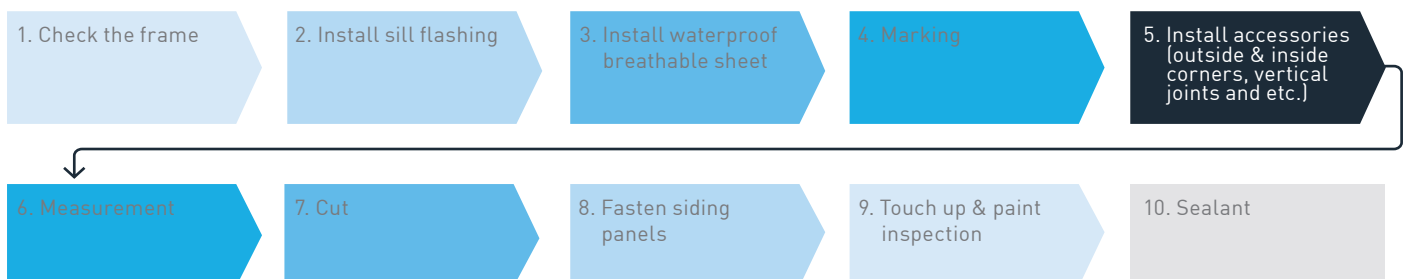 1. Check the frame
2. Install sill flashing
3. Install waterproof
breathable sheet
4. Marking
5. Install accessories
(outside & inside
corners, vertical
joints and etc.)
6. Measurement
7. Cut
8. Fasten siding
panels
9. Touch up & paint
inspection
10. Sealant